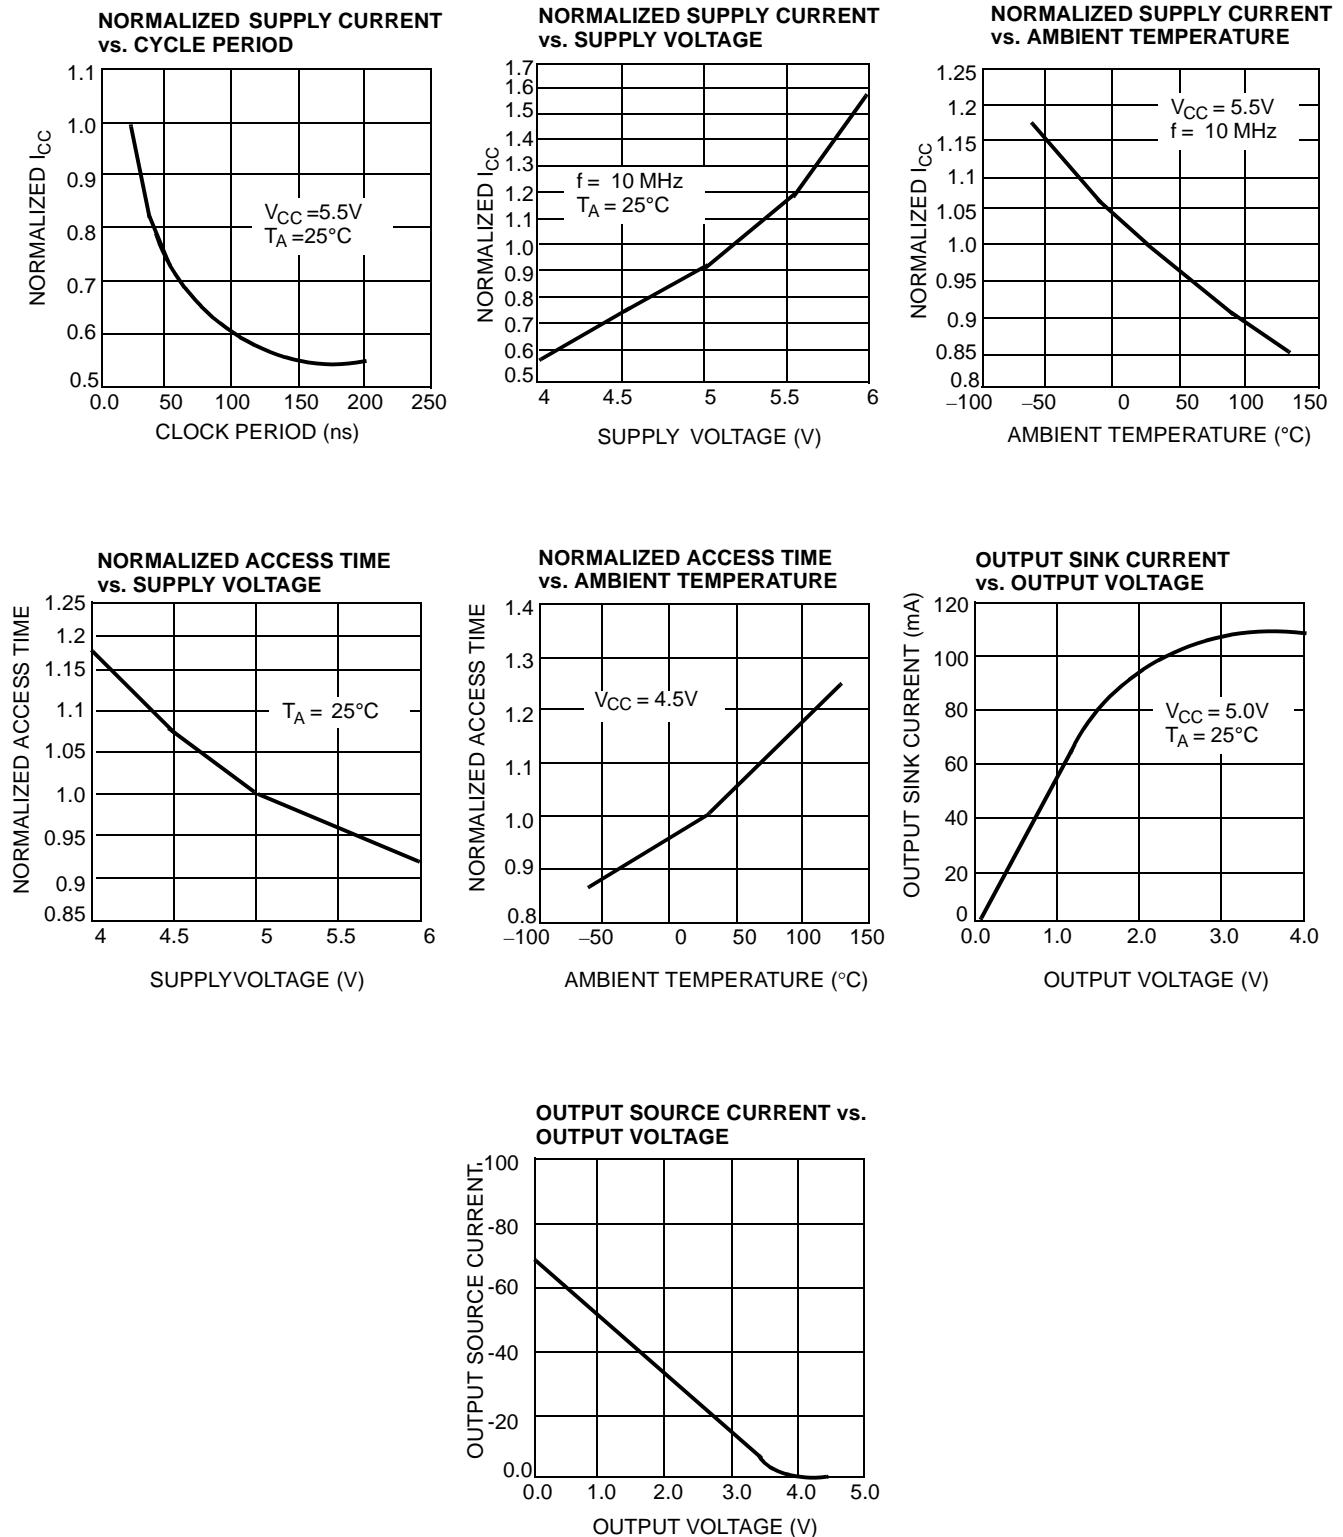 NORMALIZED SUPPLY CURRENT
vs. CYCLE PERIOD
1.1
1.0
0.9
0.8
0.7
0.6
0.5
NORMALIZED ICC
VCC =5.5V
TA =25°C
0.0 50 100 150 200 250
CLOCK PERIOD (ns)
NORMALIZED SUPPLY CURRENT
vs. SUPPLY VOLTAGE
1.7
1.6
1.5
1.4
1.3
1.2
1.0
0.9
0.8
0.7
0.6
0.5
NORMALIZED ICC
f = 10 MHz
TA = 25°C
4 4.5 5 5.5 6
SUPPLY VOLTAGE (V)
NORMALIZED SUPPLY CURRENT
vs. AMBIENT TEMPERATURE
1.25
1.2
1.15
1.1
1.05
1.0
0.95
0.9
0.85
0.8
NORMALIZED ICC
VCC = 5.5V
f = 10 MHz
–100 –50 0 50 100 150
AMBIENT TEMPERATURE (°C)
NORMALIZED ACCESS TIME
vs. SUPPLY VOLTAGE
1.25
1.2
1.15
1.1
1.05
1.0
0.95
0.9
0.85
NORMALIZED ACCESS TIME
TA = 25°C
4 4.5 5 5.5 6
SUPPLYVOLTAGE (V)
NORMALIZED ACCESS TIME
vs. AMBIENT TEMPERATURE
1.4
1.3
1.2
1.1
1.0
0.9
0.8
NORMALIZED ACCESS TIME
VCC = 4.5V
–100 –50 0 50 100 150
AMBIENT TEMPERATURE (°C)
OUTPUT SINK CURRENT
vs. OUTPUT VOLTAGE
120
100
80
60
40
20
0
OUTPUT SINK CURRENT (mA)
VCC = 5.0V
TA = 25°C
0.0 1.0 2.0 3.0 4.0
OUTPUT VOLTAGE (V)
OUTPUT SOURCE CURRENT vs.
OUTPUT VOLTAGE
-100
-80
-60
-40
-20
0.0
OUTPUT SOURCE CURRENT
0.0 1.0 2.0 3.0 4.0 5.0
OUTPUT VOLTAGE (V)